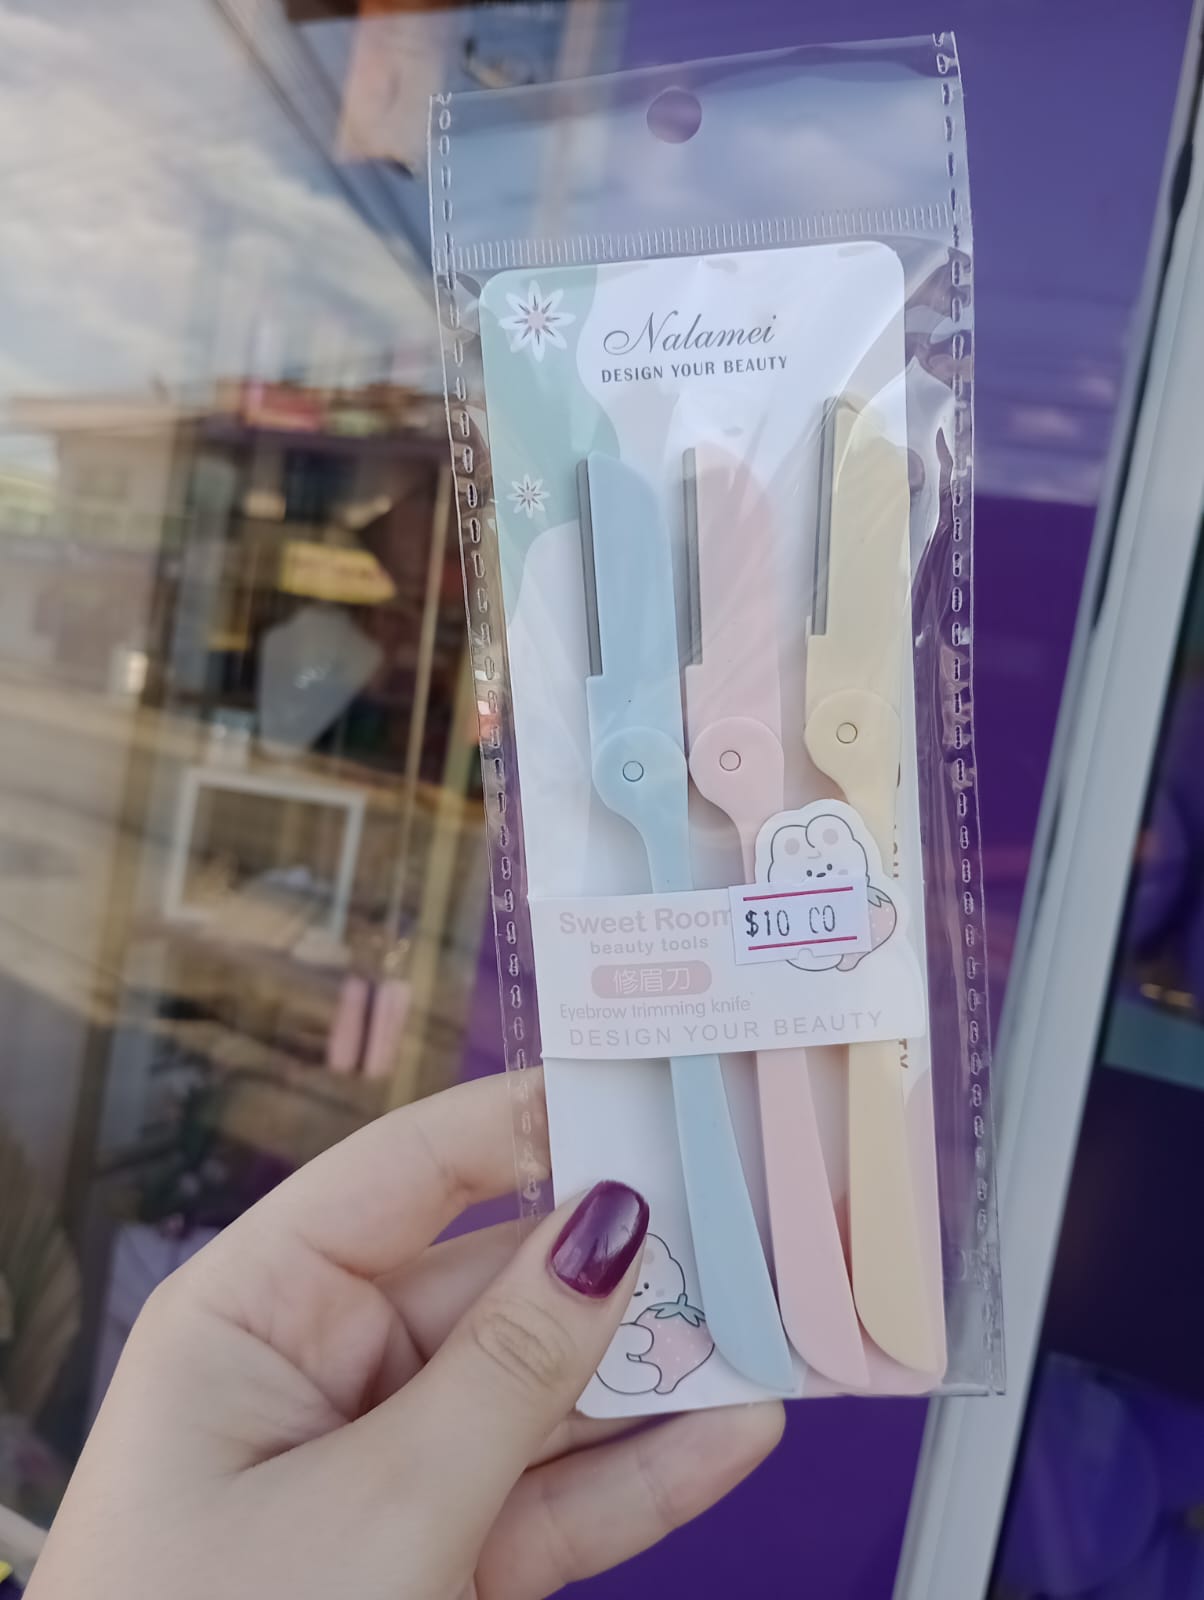 Nalamei
DESIGN YOUR BEAUTY
Sweet Room
beauty tools
$10 00
修眉刀
Eyebrow trimming knife
DESIGN YOUR BEAUTY